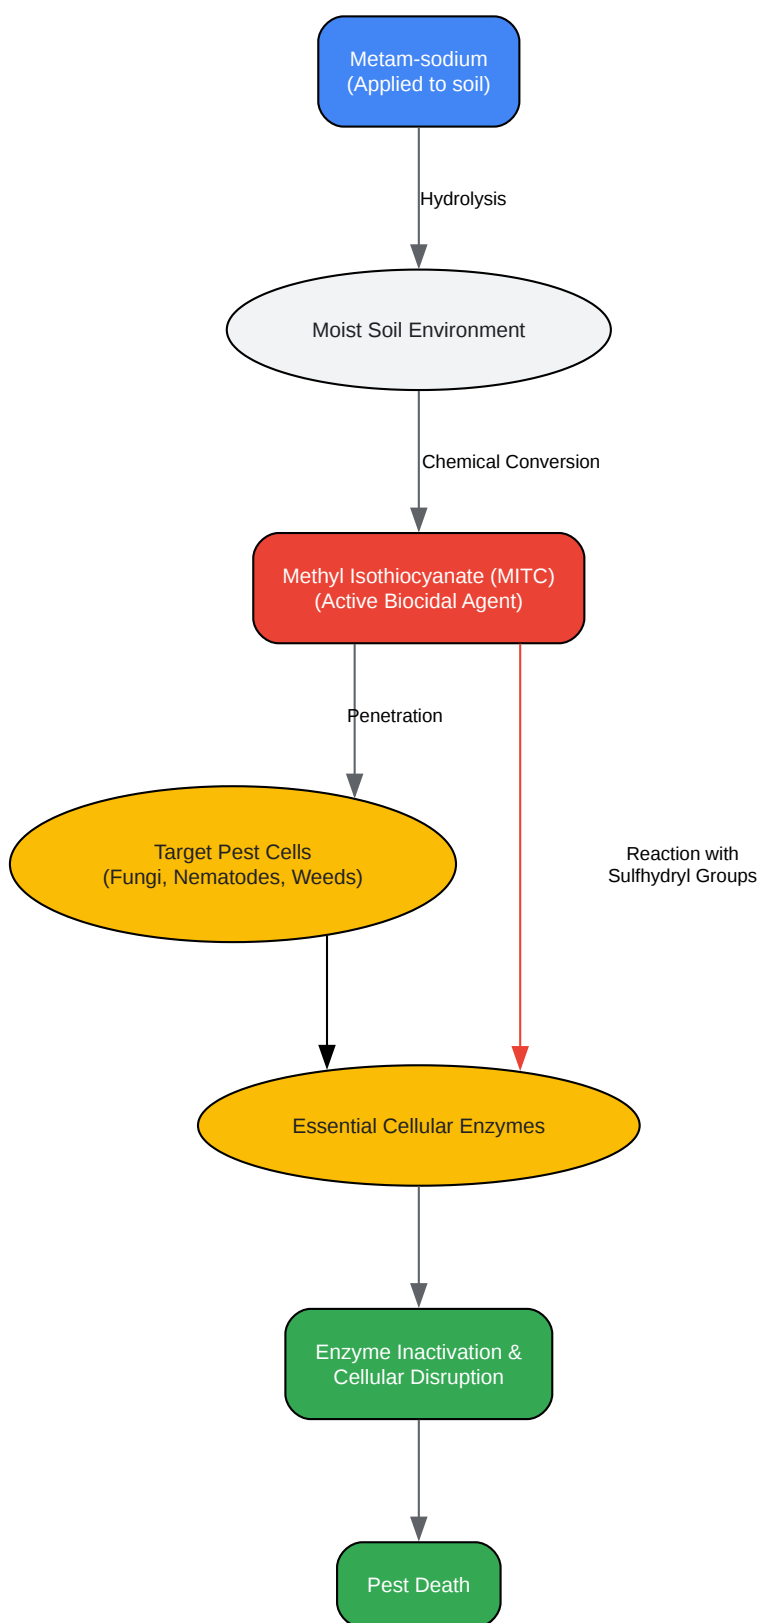 Metam-sodium
(Applied to soil)
Hydrolysis
Moist Soil Environment
Chemical Conversion
Methyl Isothiocyanate (MITC)
(Active Biocidal Agent)
Penetration
Target Pest Cells
(Fungi, Nematodes, Weeds)
Reaction with
Sulfhydryl Groups
Essential Cellular Enzymes
Enzyme Inactivation &
Cellular Disruption
Pest Death